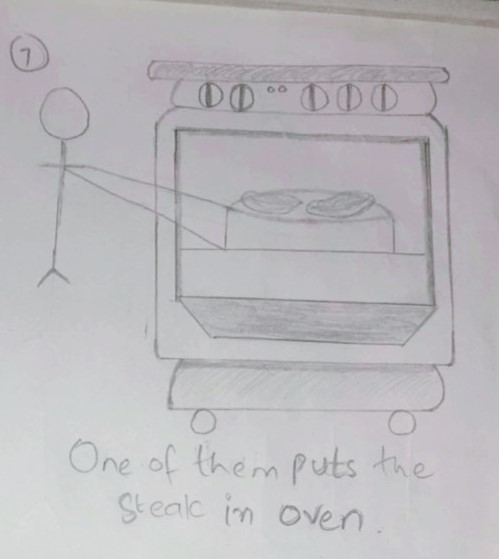 7
One of them puts the
Steak in oven.